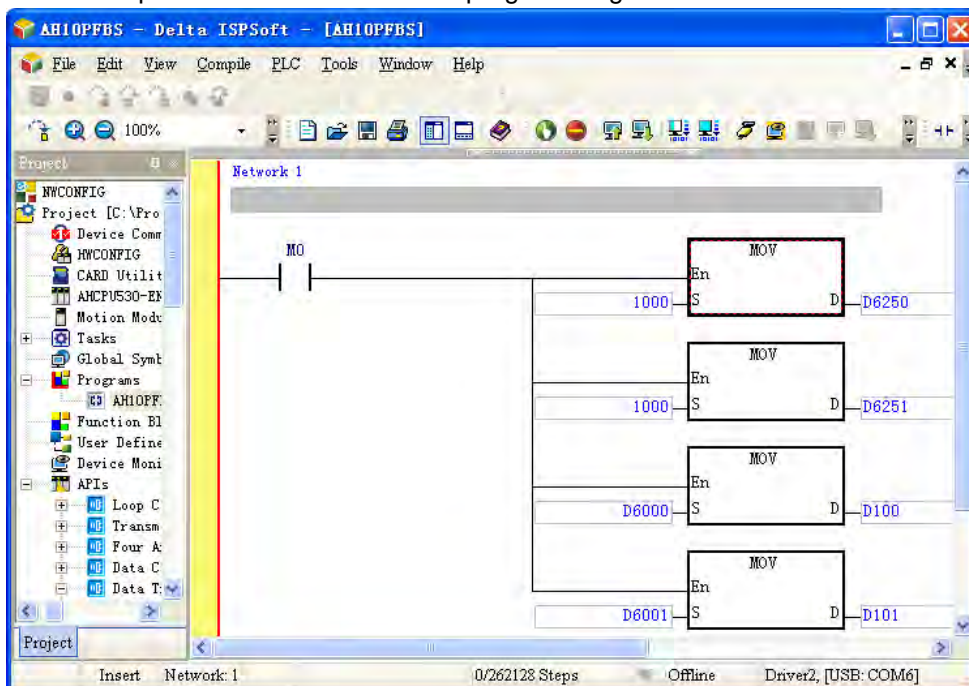 AH10PFBS - Delta ISPSoft - [AH10PFBS]
File Edit View Compile PLC Tools Window Help
100%
Project
NWCONFIG
Project [C:\Pro
Device Comm
HWCONFIG
CARD Utilit
AHCPU530-EN
Motion Modu
Tasks
Global Symb
Programs
AH10PF
Function Bl
User Define
Device Moni
APIs
Loop C
Transm
Four A
Data C
Data T
Project
Network 1
M0
MOV
En
1000 S D D6250
MOV
En
1000 S D D6251
MOV
En
D6000 S D D100
MOV
En
D6001 S D D101
Insert Network: 1 0/262128 Steps Offline Driver2, [USB: COM6]